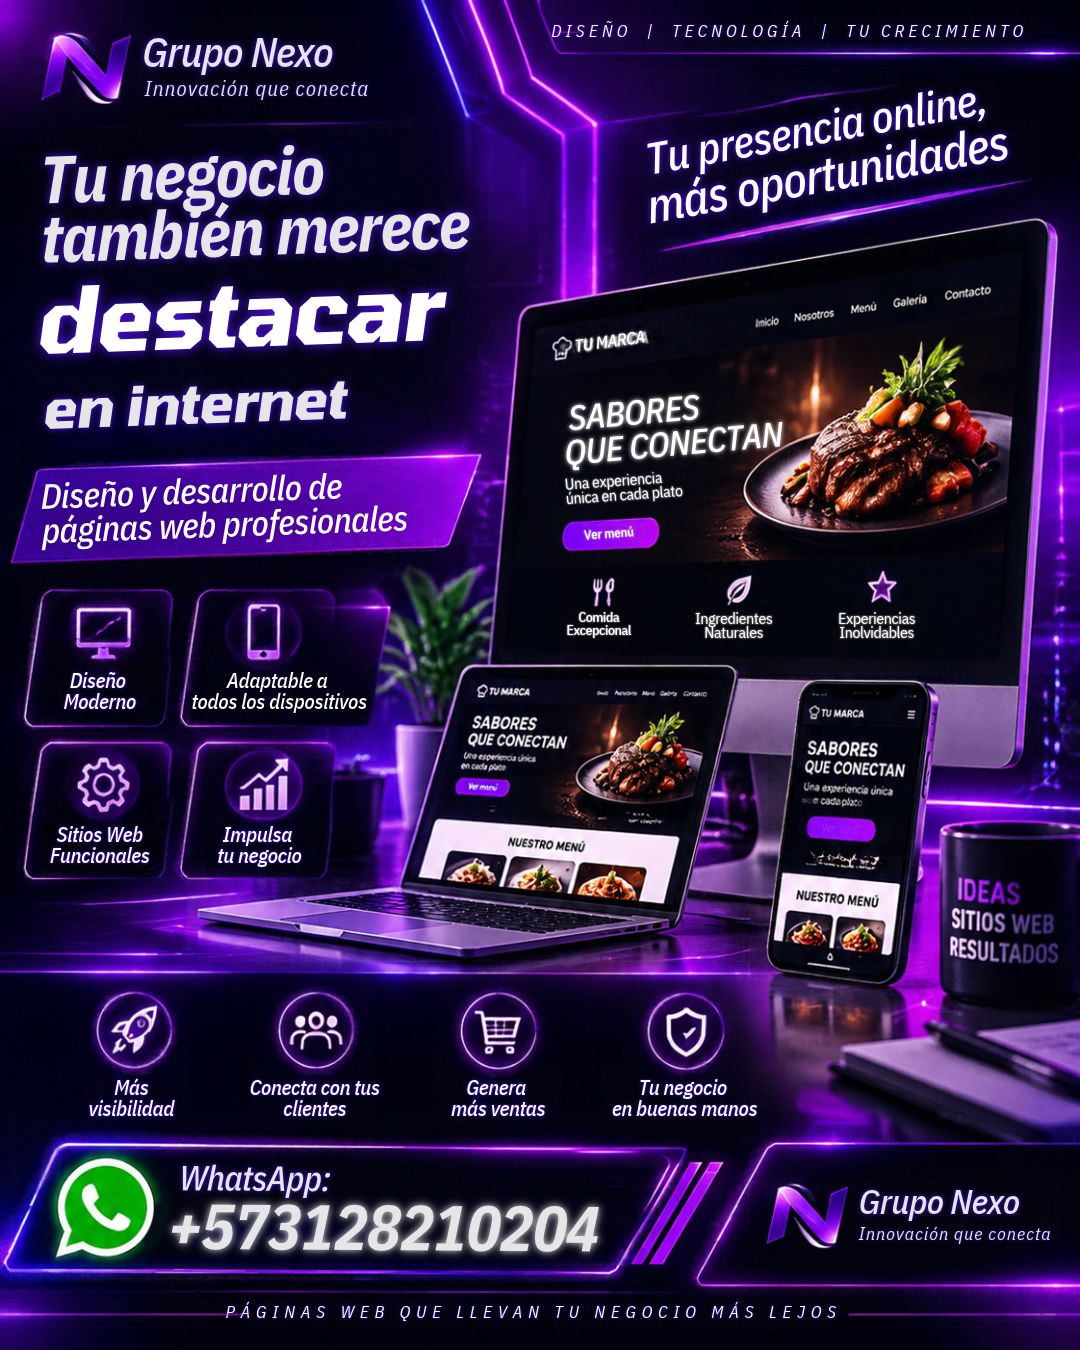 Grupo Nexo
Innovación que conecta
DISEÑO | TECNOLOGÍA | TU CRECIMIENTO
Tu negocio
también merece
destacar
en internet
Tu presencia online,
más oportunidades
Diseño y desarrollo de
páginas web profesionales
Diseño
Moderno
Adaptable a
todos los dispositivos
Sitios Web
Funcionales
Impulsa
tu negocio
TU MARCA
Inicio Nosotros Menú Galería Contacto
SABORES
QUE CONECTAN
Una experiencia
única en cada plato
Ver menú
Comida
Excepcional
Ingredientes
Naturales
Experiencias
Inolvidables
TU MARCA
SABORES
QUE CONECTAN
Una experiencia única
en cada plato
Ver menú
NUESTRO MENÚ
TU MARCA
SABORES
QUE CONECTAN
Una experiencia única
cada plato
NUESTRO MENÚ
IDEAS
SITIOS WEB
RESULTADOS
Más
visibilidad
Conecta con tus
clientes
Genera
más ventas
Tu negocio
en buenas manos
WhatsApp:
+573128210204
Grupo Nexo
Innovación que conecta
PÁGINAS WEB QUE LLEVAN TU NEGOCIO MÁS LEJOS